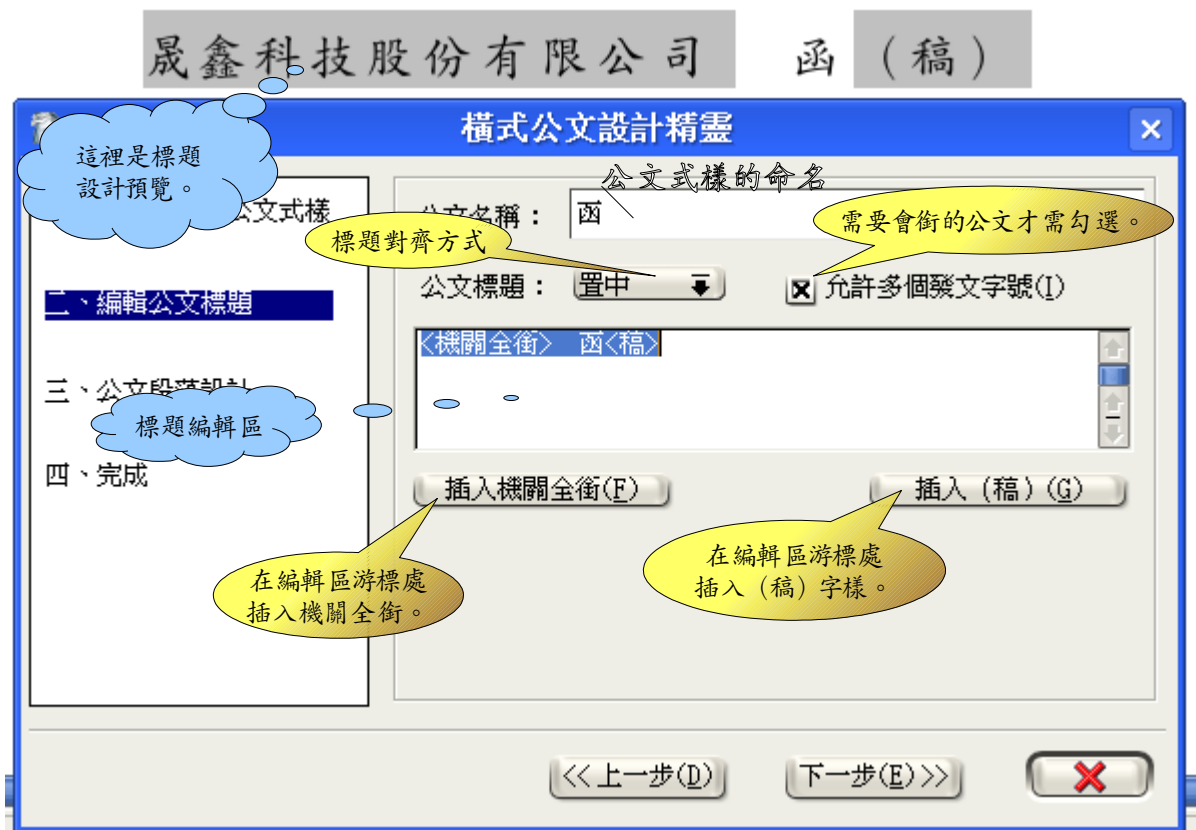 晟鑫科技股份有限公司 函（稿）
橫式公文設計精靈
這裡是標題
設計預覽。
公文式樣的命名
公文式樣
公文名稱： 函
需要會銜的公文才需勾選。
標題對齊方式
二、編輯公文標題
公文標題： 置中
允許多個發文字號(I)
<機關全銜> 函<稿>
三、公文段落設計
標題編輯區
四、完成
插入機關全銜(F)
插入（稿）(G)
在編輯區游標處
插入機關全銜。
在編輯區游標處
插入（稿）字樣。
<<上一步(D)
下一步(E)>>